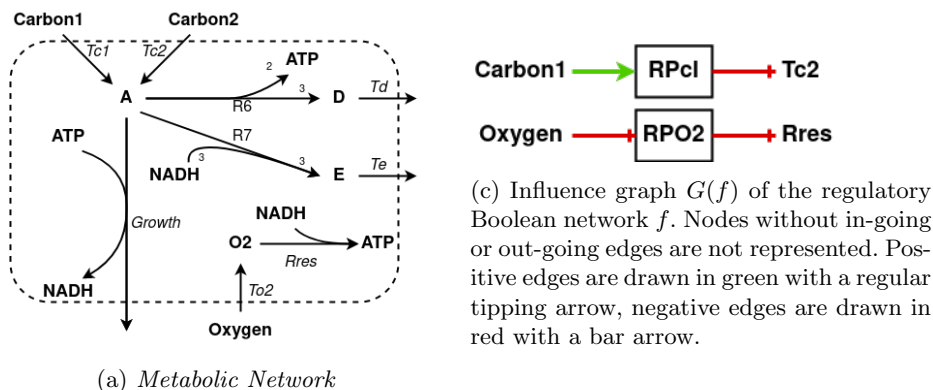 Carbon1 Carbon2
Tc1 Tc2
ATP
2
A 3 D Td
R6
ATP R7
NADH 3 3 E Te
NADH
Growth O2 ATP
Rres
NADH To2
Oxygen
(a) Metabolic Network
Carbon1 RPcl Tc2
Oxygen RPO2 Rres
(c) Influence graph G(f) of the regulatory
Boolean network f. Nodes without in-going
or out-going edges are not represented. Pos-
itive edges are drawn in green with a regular
tipping arrow, negative edges are drawn in
red with a bar arrow.